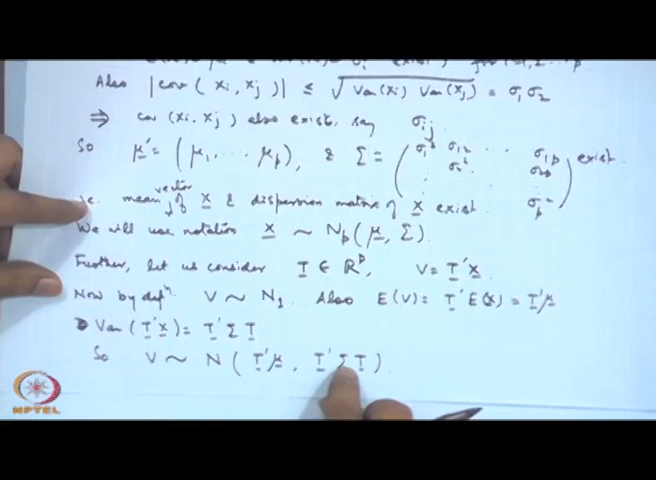 Also |cov (xi, xj)| ≤ √Var(xi) Var(xj) = σ1 σ2
⇒ cov (xi, xj) also exist, say σij
So μ' = (μ1, ... μp), & Σ = ( σ1² σ12 . . σ1p σ2² σ2p σp² ) exist.
i.e. mean vector of X & dispersion matrix of X exist.
We will use notation X ~ Np (μ, Σ).
Further, let us consider T ∈ ℝᵖ, V = T'X.
Now by defⁿ. V ~ N1. Also E(V) = T'E(X) = T'μ
Var (T'X) = T'ΣT
So V ~ N ( T'μ, T'ΣT ).
NPTEL